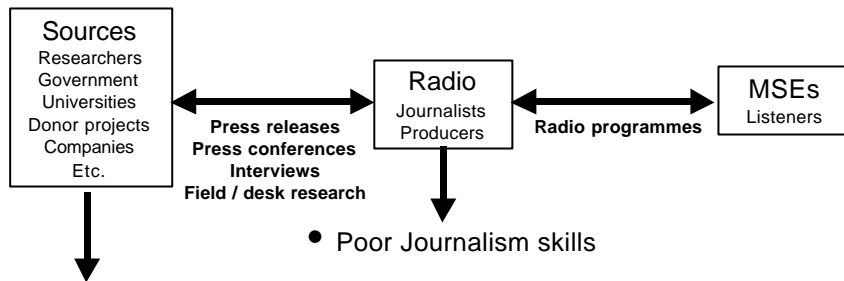 Sources
Researchers
Government
Universities
Donor projects
Companies
Etc.
Press releases
Press conferences
Interviews
Field / desk research
Radio
Journalists
Producers
Radio programmes
MSEs
Listeners
• Poor Journalism skills